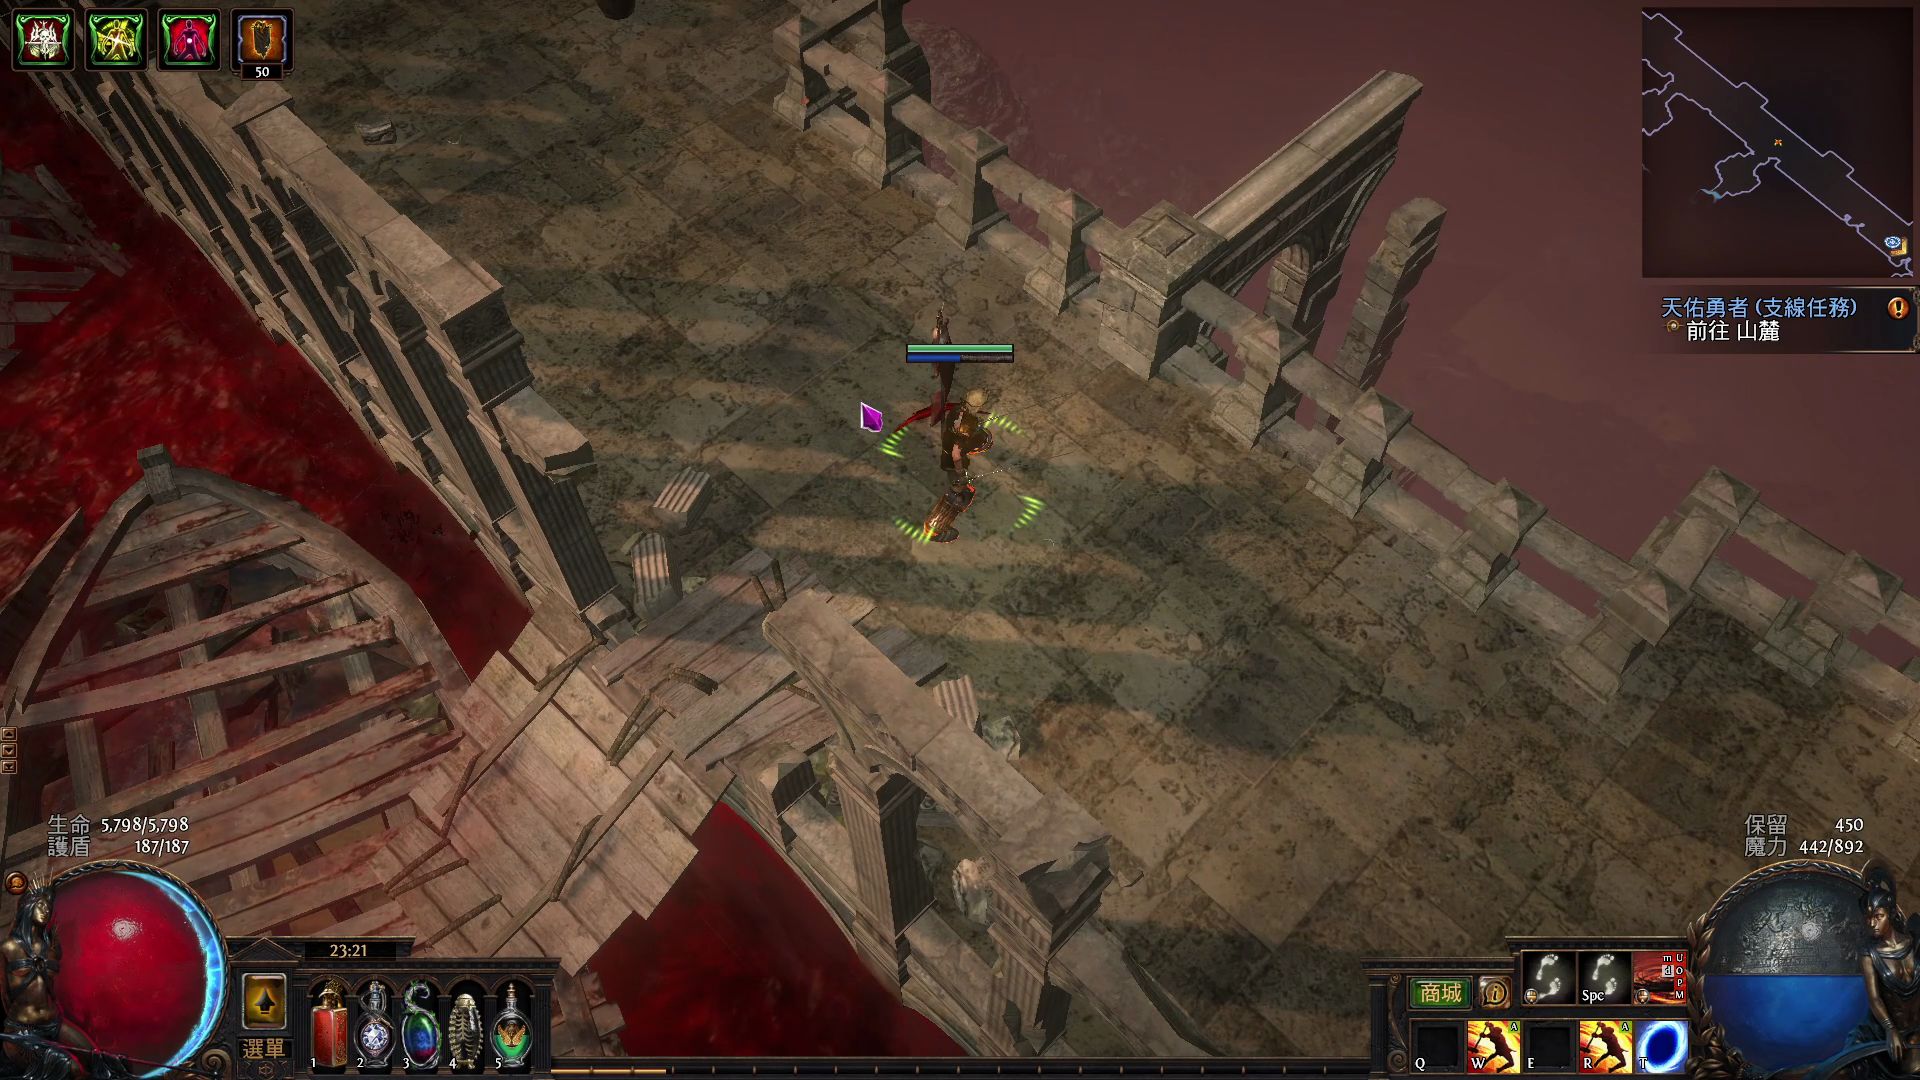 50
天佑勇者 (支線任務)
前往 山麓
生命 5,798/5,798
護盾 187/187
保留 450
魔力 442/892
23:21
選單
1 2 3 4 5
商城
Spc
m U
d O
P
M
Q W A E R A T